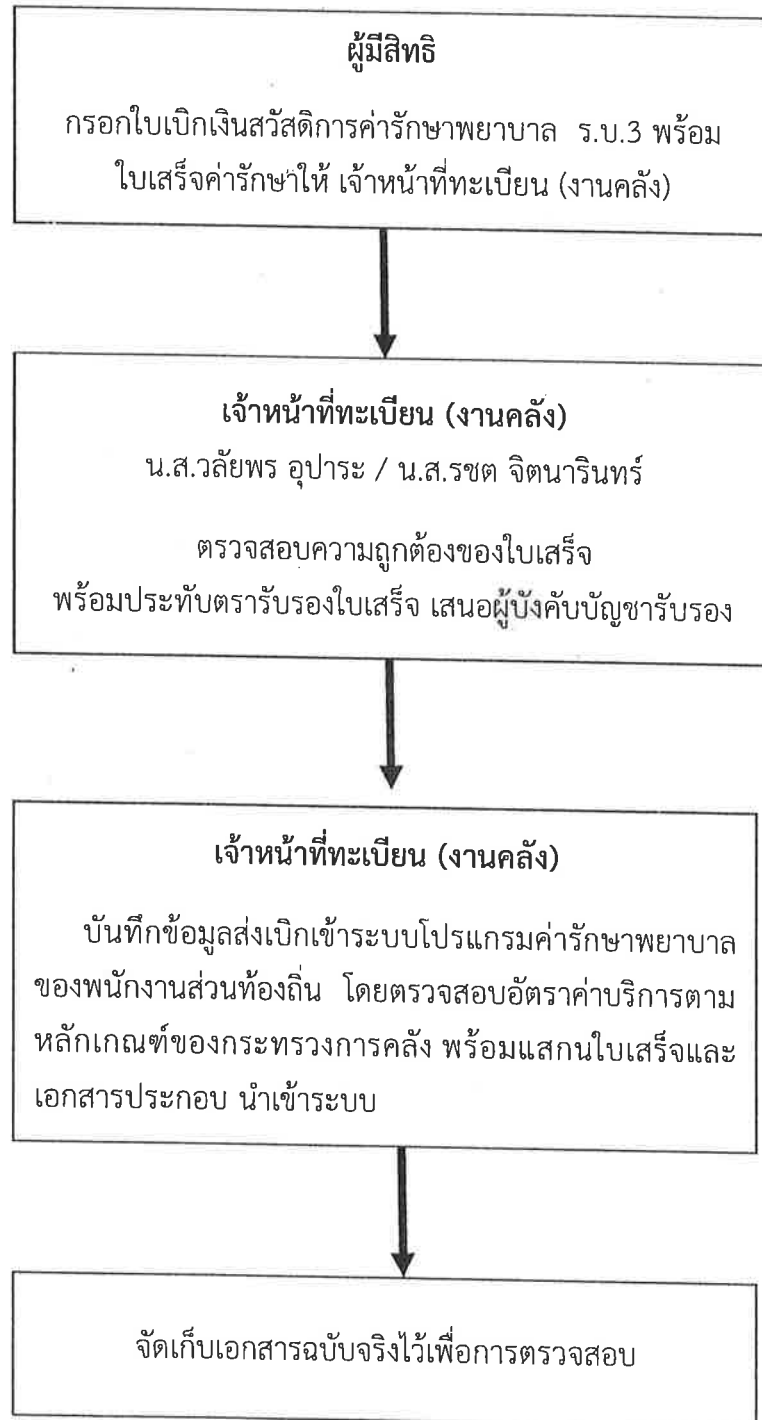 ผู้มีสิทธิ
กรอกใบเบิกเงินสวัสดิการค่ารักษาพยาบาล ร.บ.3 พร้อม
ใบเสร็จค่ารักษาให้ เจ้าหน้าที่ทะเบียน (งานคลัง)
เจ้าหน้าที่ทะเบียน (งานคลัง)
น.ส.วลัยพร อุปาระ / น.ส.รชต จิตนารินทร์
ตรวจสอบความถูกต้องของใบเสร็จ
พร้อมประทับตรารับรองใบเสร็จ เสนอผู้บังคับบัญชารับรอง
เจ้าหน้าที่ทะเบียน (งานคลัง)
บันทึกข้อมูลส่งเบิกเข้าระบบโปรแกรมค่ารักษาพยาบาล
ของพนักงานส่วนท้องถิ่น โดยตรวจสอบอัตราค่าบริการตาม
หลักเกณฑ์ของกระทรวงการคลัง พร้อมแสกนใบเสร็จและ
เอกสารประกอบ นำเข้าระบบ
จัดเก็บเอกสารฉบับจริงไว้เพื่อการตรวจสอบ